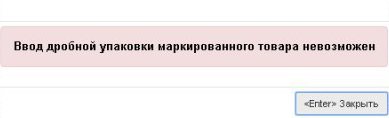 Ввод дробной упаковки маркированного товара невозможен
«Enter» Закрыть